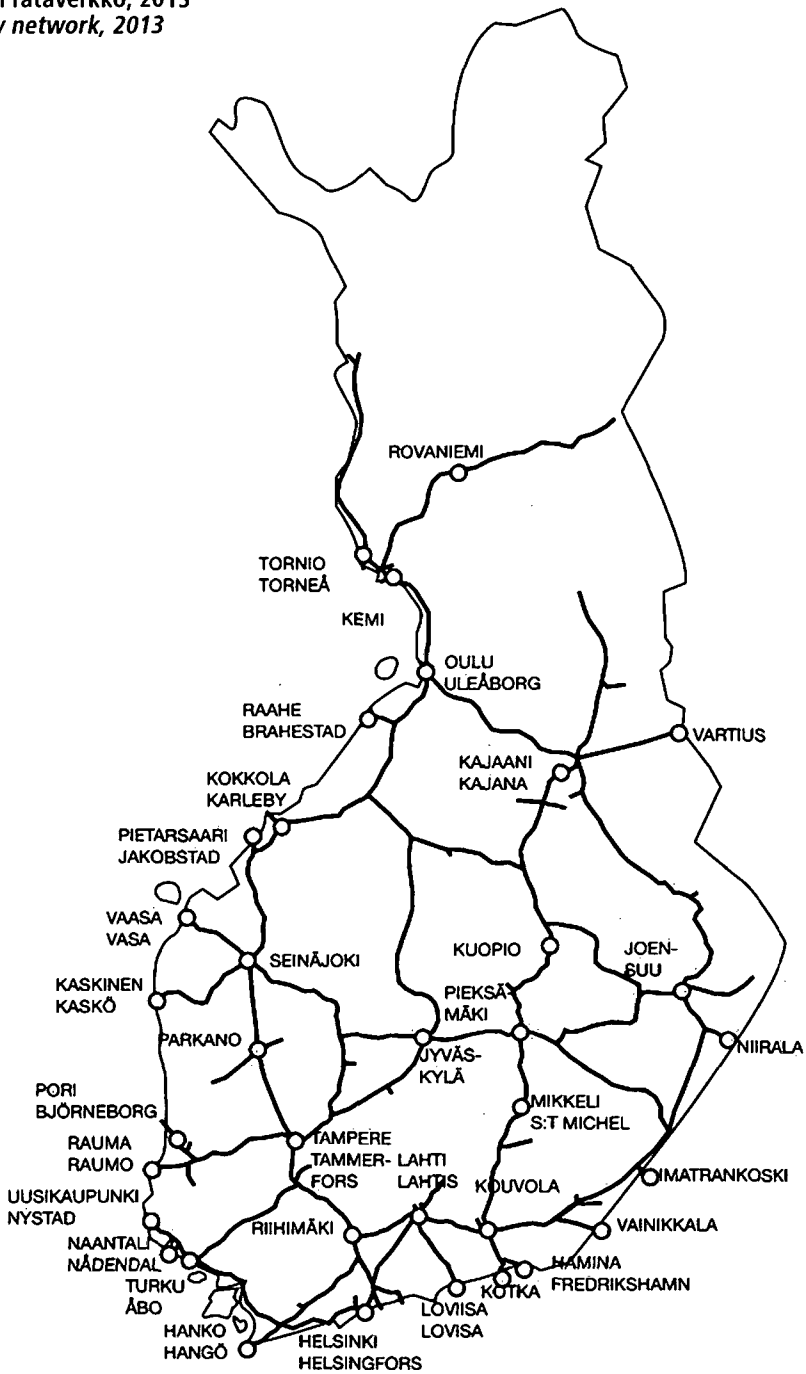 rataverkko, 2013
network, 2013
ROVANIEMI
TORNIO
TORNEÅ
KEMI
OULU
ULEÅBORG
RAAHE
BRAHESTAD
VARTIUS
KAJAANI
KAJANA
KOKKOLA
KARLEBY
PIETARSAARI
JAKOBSTAD
VAASA
VASA
SEINÄJOKI
KUOPIO
JOEN-
SUU
KASKINEN
KASKÖ
PIEKSÄ-
MÄKI
PARKANO
JYVÄS-
KYLÄ
NIIRALA
PORI
BJÖRNEBORG
MIKKELI
S:T MICHEL
RAUMA
RAUMO
TAMPERE
TAMMER-
FORS
LAHTI
LAHTIS
KOUVOLA
IMATRANKOSKI
UUSIKAUPUNKI
NYSTAD
RIIHIMÄKI
VAINIKKALA
NAANTALI
NÅDENDAL
TURKU
ÅBO
HAMINA
FREDRIKSHAMN
KOTKA
LOVIISA
LOVISA
HANKO
HANGÖ
HELSINKI
HELSINGFORS